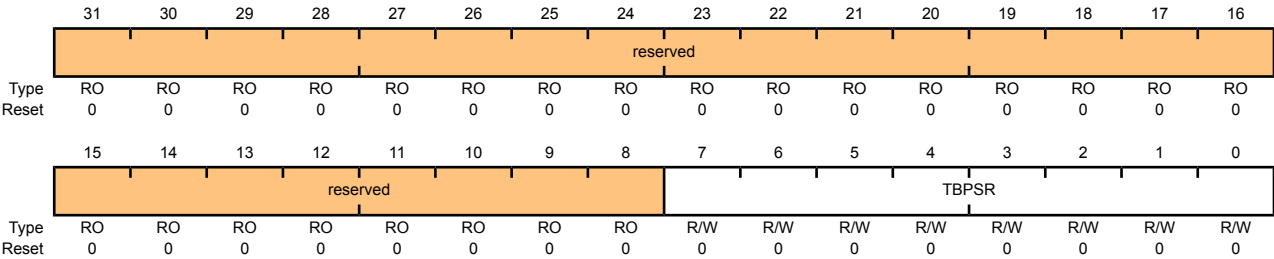 31 30 29 28 27 26 25 24 23 22 21 20 19 18 17 16
reserved
Type RO RO RO RO RO RO RO RO RO RO RO RO RO RO RO RO
Reset 0 0 0 0 0 0 0 0 0 0 0 0 0 0 0 0
15 14 13 12 11 10 9 8 7 6 5 4 3 2 1 0
reserved TBPSR
Type RO RO RO RO RO RO RO RO R/W R/W R/W R/W R/W R/W R/W R/W
Reset 0 0 0 0 0 0 0 0 0 0 0 0 0 0 0 0